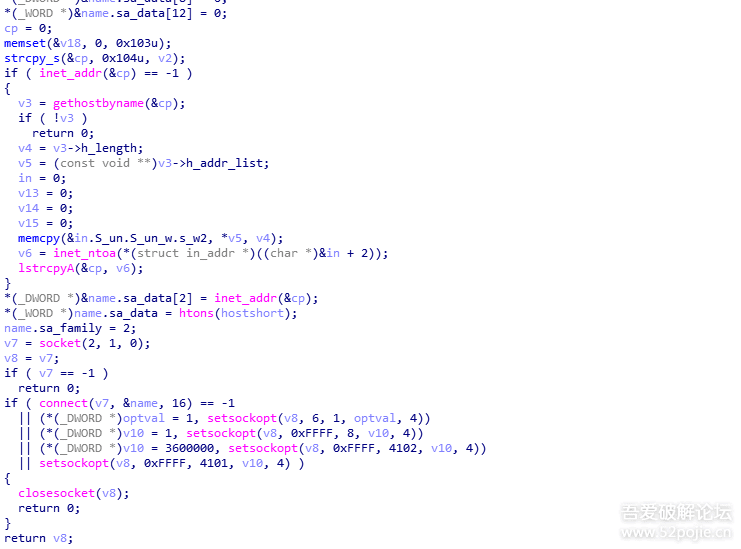 *(_WORD *)&name.sa_data[12] = 0;
cp = 0;
memset(&v18, 0, 0x103u);
strcpy_s(&cp, 0x104u, v2);
if ( inet_addr(&cp) == -1 )
{
  v3 = gethostbyname(&cp);
  if ( !v3 )
    return 0;
  v4 = v3->h_length;
  v5 = (const void **)v3->h_addr_list;
  in = 0;
  v13 = 0;
  v14 = 0;
  v15 = 0;
  memcpy(&in.S_un.S_un_w.s_w2, *v5, v4);
  v6 = inet_ntoa(*(struct in_addr *)((char *)&in + 2));
  lstrcpyA(&cp, v6);
}
*(_DWORD *)&name.sa_data[2] = inet_addr(&cp);
*(_WORD *)name.sa_data = htons(hostshort);
name.sa_family = 2;
v7 = socket(2, 1, 0);
v8 = v7;
if ( v7 == -1 )
  return 0;
if ( connect(v7, &name, 16) == -1
  || (*(_DWORD *)optval = 1, setsockopt(v8, 6, 1, optval, 4))
  || (*(_DWORD *)v10 = 1, setsockopt(v8, 0xFFFF, 8, v10, 4))
  || (*(_DWORD *)v10 = 3600000, setsockopt(v8, 0xFFFF, 4102, v10, 4))
  || setsockopt(v8, 0xFFFF, 4101, v10, 4) )
{
  closesocket(v8);
  return 0;
}
return v8;
吾爱破解论坛
www.52pojie.cn